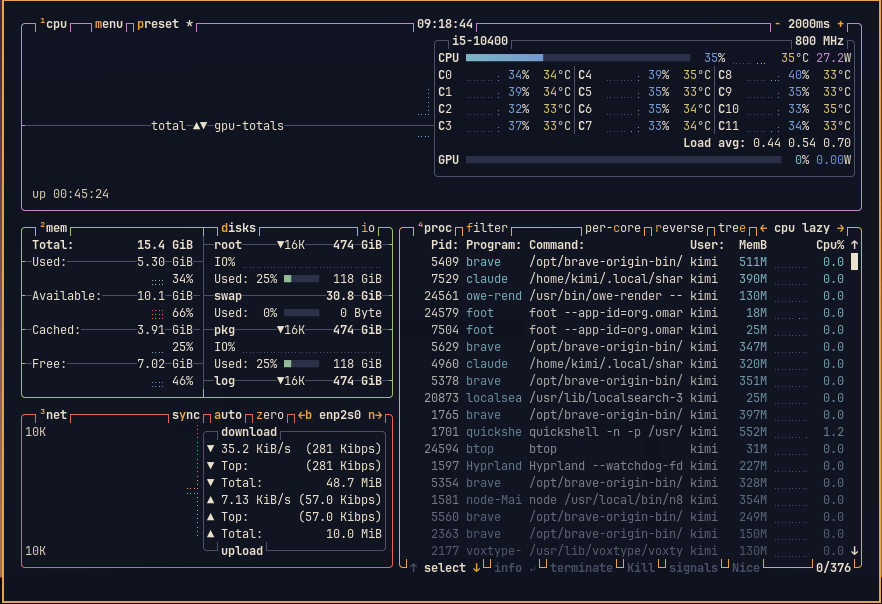 ¹cpu menu preset * 09:18:44 - 2000ms +
i5-10400 800 MHz
CPU 35% 35°C 27.2W
C0 34% 34°C C4 39% 35°C C8 40% 33°C
C1 39% 34°C C5 35% 33°C C9 35% 33°C
C2 32% 33°C C6 35% 34°C C10 33% 35°C
C3 37% 33°C C7 33% 34°C C11 34% 33°C
total ▲▼ gpu-totals
Load avg: 0.44 0.54 0.70
GPU 0% 0.00W
up 00:45:24
²mem
Total: 15.4 GiB
Used: 5.30 GiB
34%
Available: 10.1 GiB
66%
Cached: 3.91 GiB
25%
Free: 7.02 GiB
46%
disks io
root ▼16K 474 GiB
IO%
Used: 25% 118 GiB
swap 30.8 GiB
Used: 0% 0 Byte
pkg ▼16K 474 GiB
IO%
Used: 25% 118 GiB
log ▼16K 474 GiB
³net sync auto zero ←b enp2s0 n→
10K
download
▼ 35.2 KiB/s (281 Kibps)
▼ Top: (281 Kibps)
▼ Total: 48.7 MiB
▲ 7.13 KiB/s (57.0 Kibps)
▲ Top: (57.0 Kibps)
▲ Total: 10.0 MiB
10K
upload
⁴proc filter per-core reverse tree ← cpu lazy →
Pid: Program: Command: User: MemB Cpu% ↑
5409 brave /opt/brave-origin-bin/ kimi 511M 0.0
7529 claude /home/kimi/.local/shar kimi 390M 0.0
24561 owe-rend /usr/bin/owe-render -- kimi 130M 0.0
24579 foot foot --app-id=org.omar kimi 18M 0.0
7504 foot foot --app-id=org.omar kimi 25M 0.0
5629 brave /opt/brave-origin-bin/ kimi 347M 0.0
4960 claude /home/kimi/.local/shar kimi 320M 0.0
5378 brave /opt/brave-origin-bin/ kimi 351M 0.0
20873 localsea /usr/lib/localsearch-3 kimi 25M 0.0
1765 brave /opt/brave-origin-bin/ kimi 397M 0.0
1701 quickshe quickshell -n -p /usr/ kimi 552M 1.2
24594 btop btop kimi 31M 0.0
1597 Hyprland Hyprland --watchdog-fd kimi 227M 0.0
5354 brave /opt/brave-origin-bin/ kimi 328M 0.0
1581 node-Mai node /usr/local/bin/n8 kimi 354M 0.0
5560 brave /opt/brave-origin-bin/ kimi 249M 0.0
2363 brave /opt/brave-origin-bin/ kimi 150M 0.0
2177 voxtype- /usr/lib/voxtype/voxty kimi 130M 0.0 ↓
↑ select ↓ info ↵ terminate Kill signals Nice 0/376